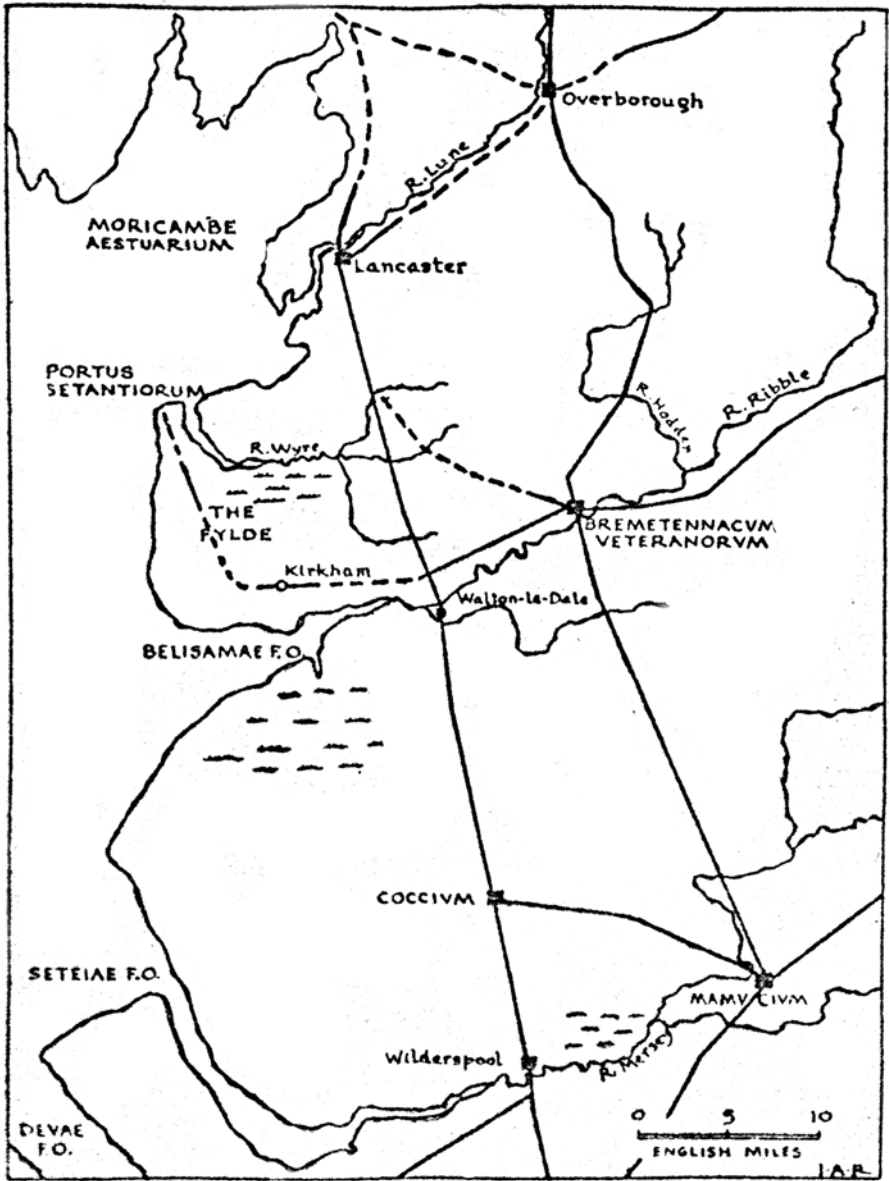 Overborough
R. Lune
MORICAMBE
AESTUARIUM
Lancaster
PORTUS
SETANTIORUM
R. Hodder
R. Ribble
R. Wyre
THE
FYLDE
BREMETENNACVM
VETERANORVM
Kirkham
Walton-le-Dale
BELISAMAE F.O.
COCCIVM
SETEIAE F.O.
MAMVCIVM
Wilderspool
R. Mersey
DEVAE
F.O.
0 5 10
ENGLISH MILES
I.A.R.